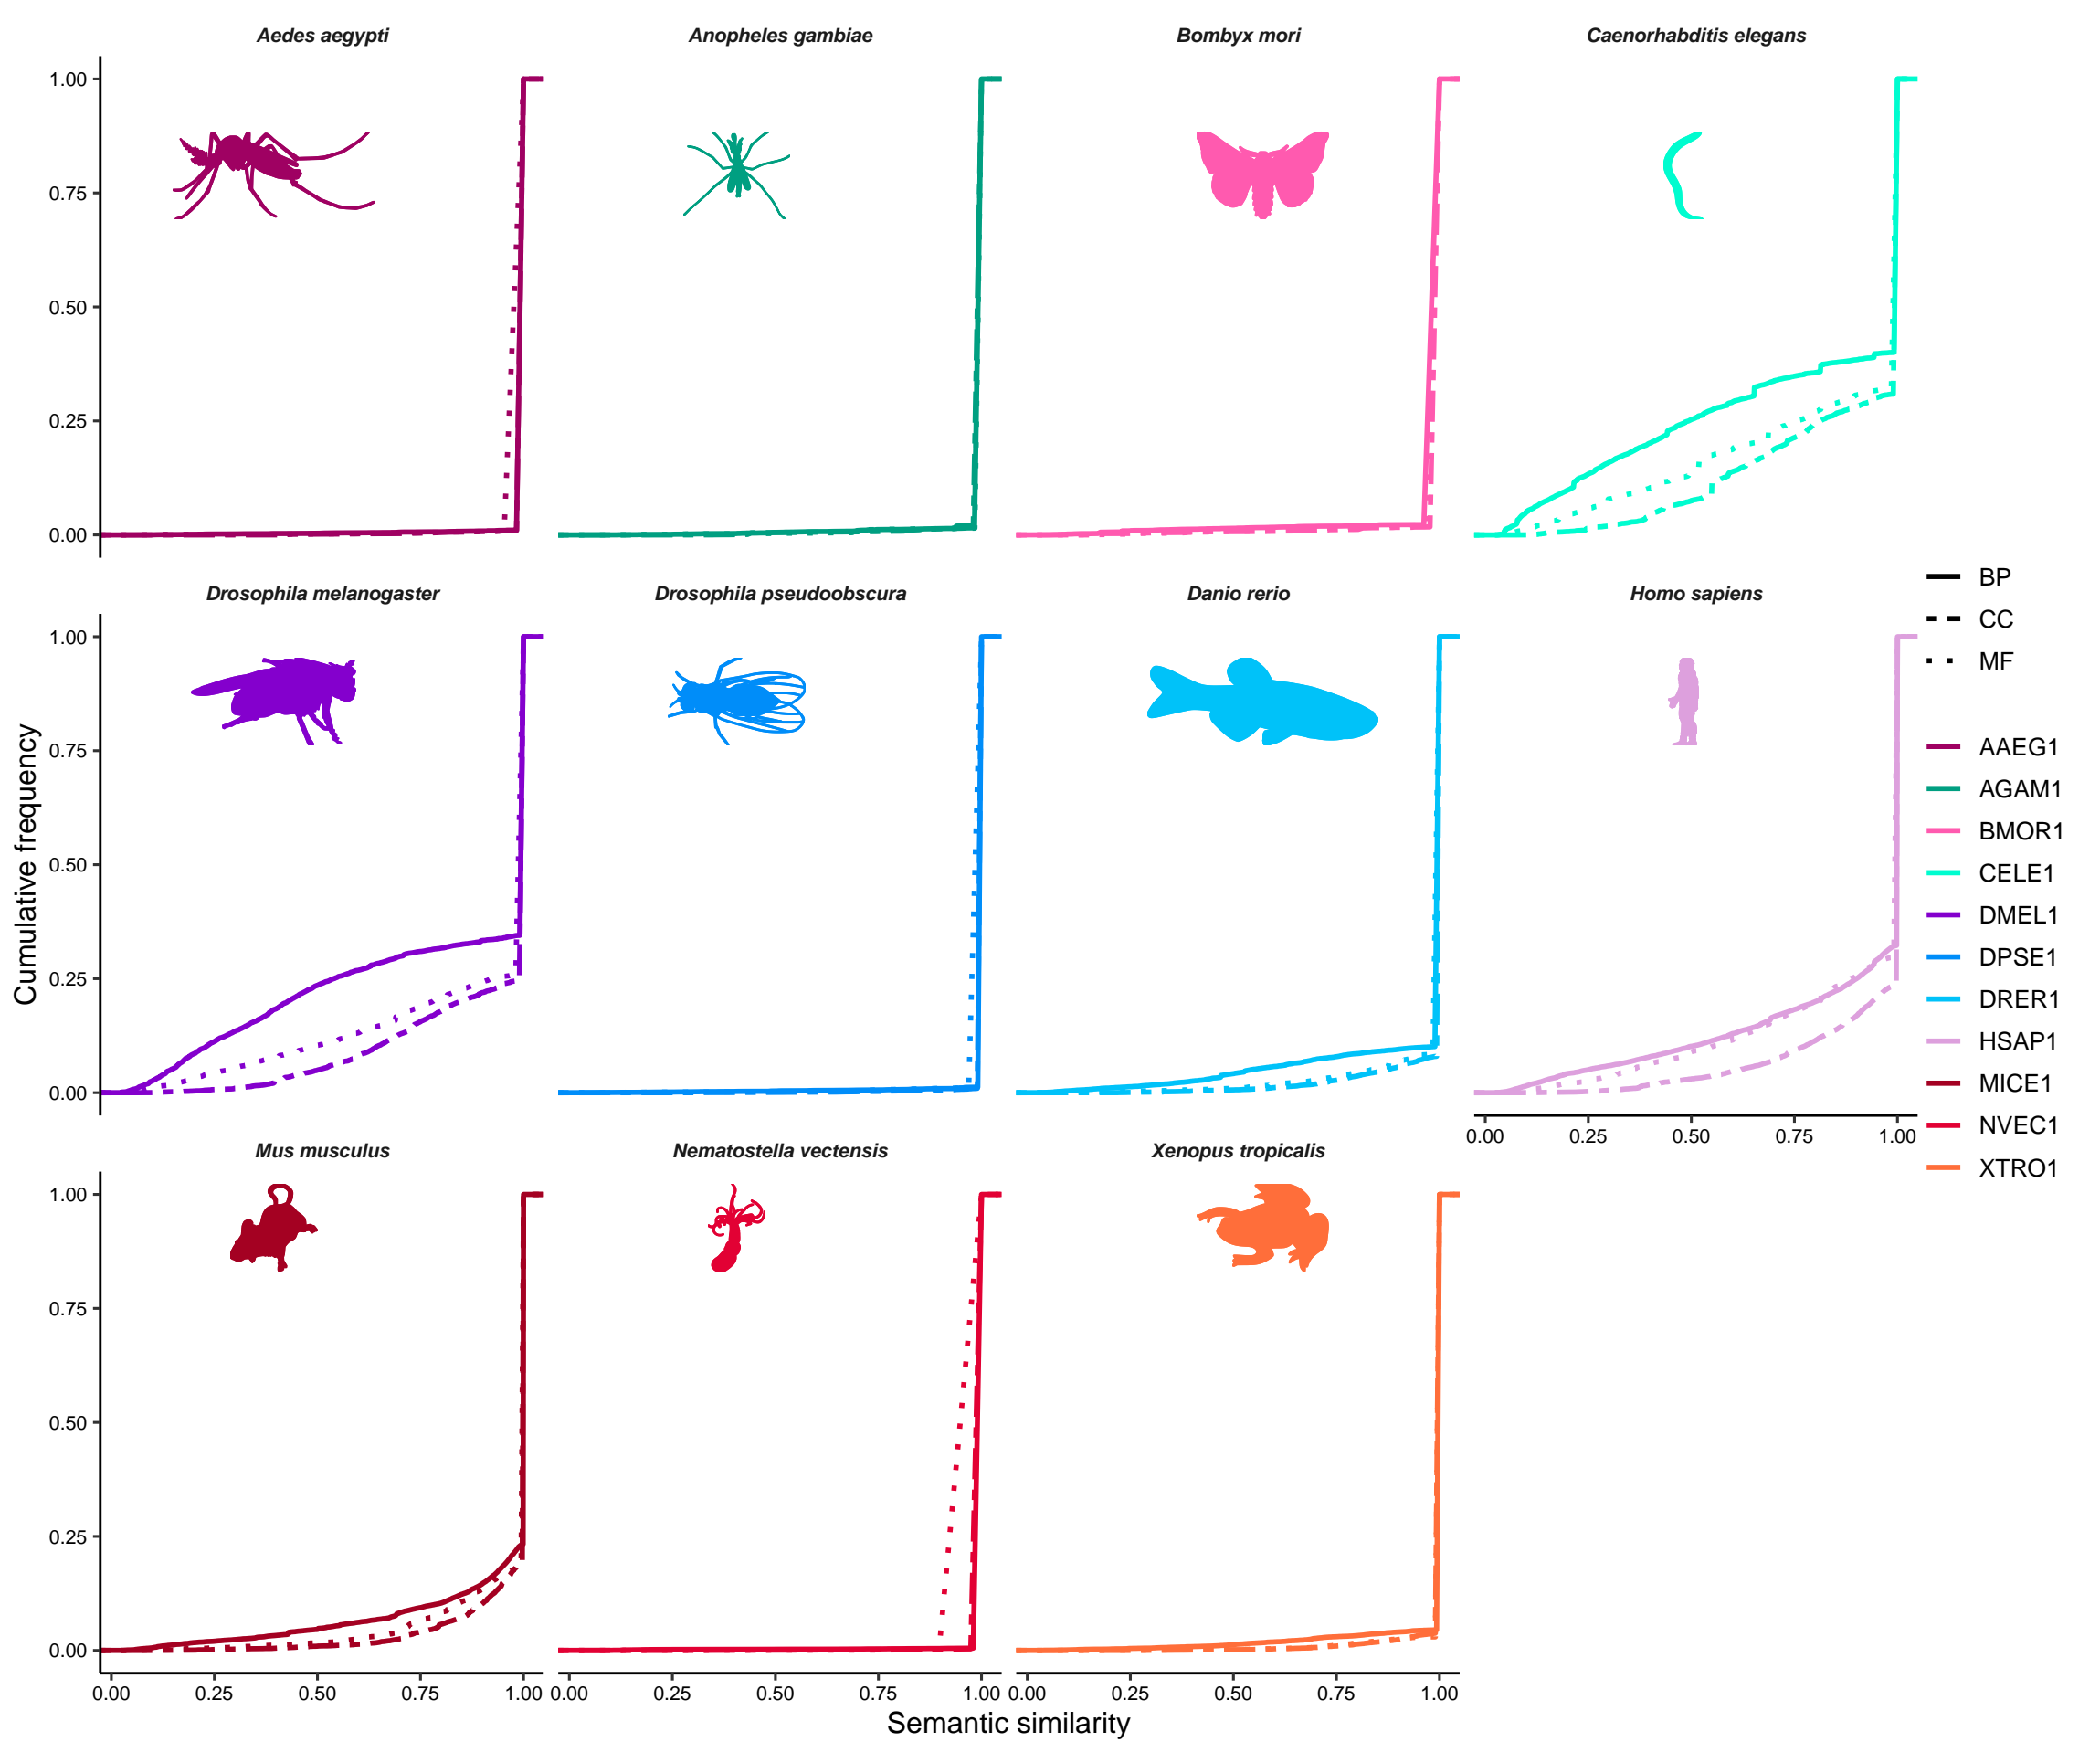 Aedes aegypti
Anopheles gambiae
Bombyx mori
Caenorhabditis elegans
1.00
0.75
0.50
0.25
0.00
Drosophila melanogaster
Drosophila pseudoobscura
Danio rerio
Homo sapiens
1.00
0.75
0.50
0.25
0.00
0.00 0.25 0.50 0.75 1.00
Mus musculus
Nematostella vectensis
Xenopus tropicalis
1.00
0.75
0.50
0.25
0.00
0.00 0.25 0.50 0.75 1.00
0.00 0.25 0.50 0.75 1.00
0.00 0.25 0.50 0.75 1.00
Semantic similarity
Cumulative frequency
BP
CC
MF
AAEG1
AGAM1
BMOR1
CELE1
DMEL1
DPSE1
DRER1
HSAP1
MICE1
NVEC1
XTRO1